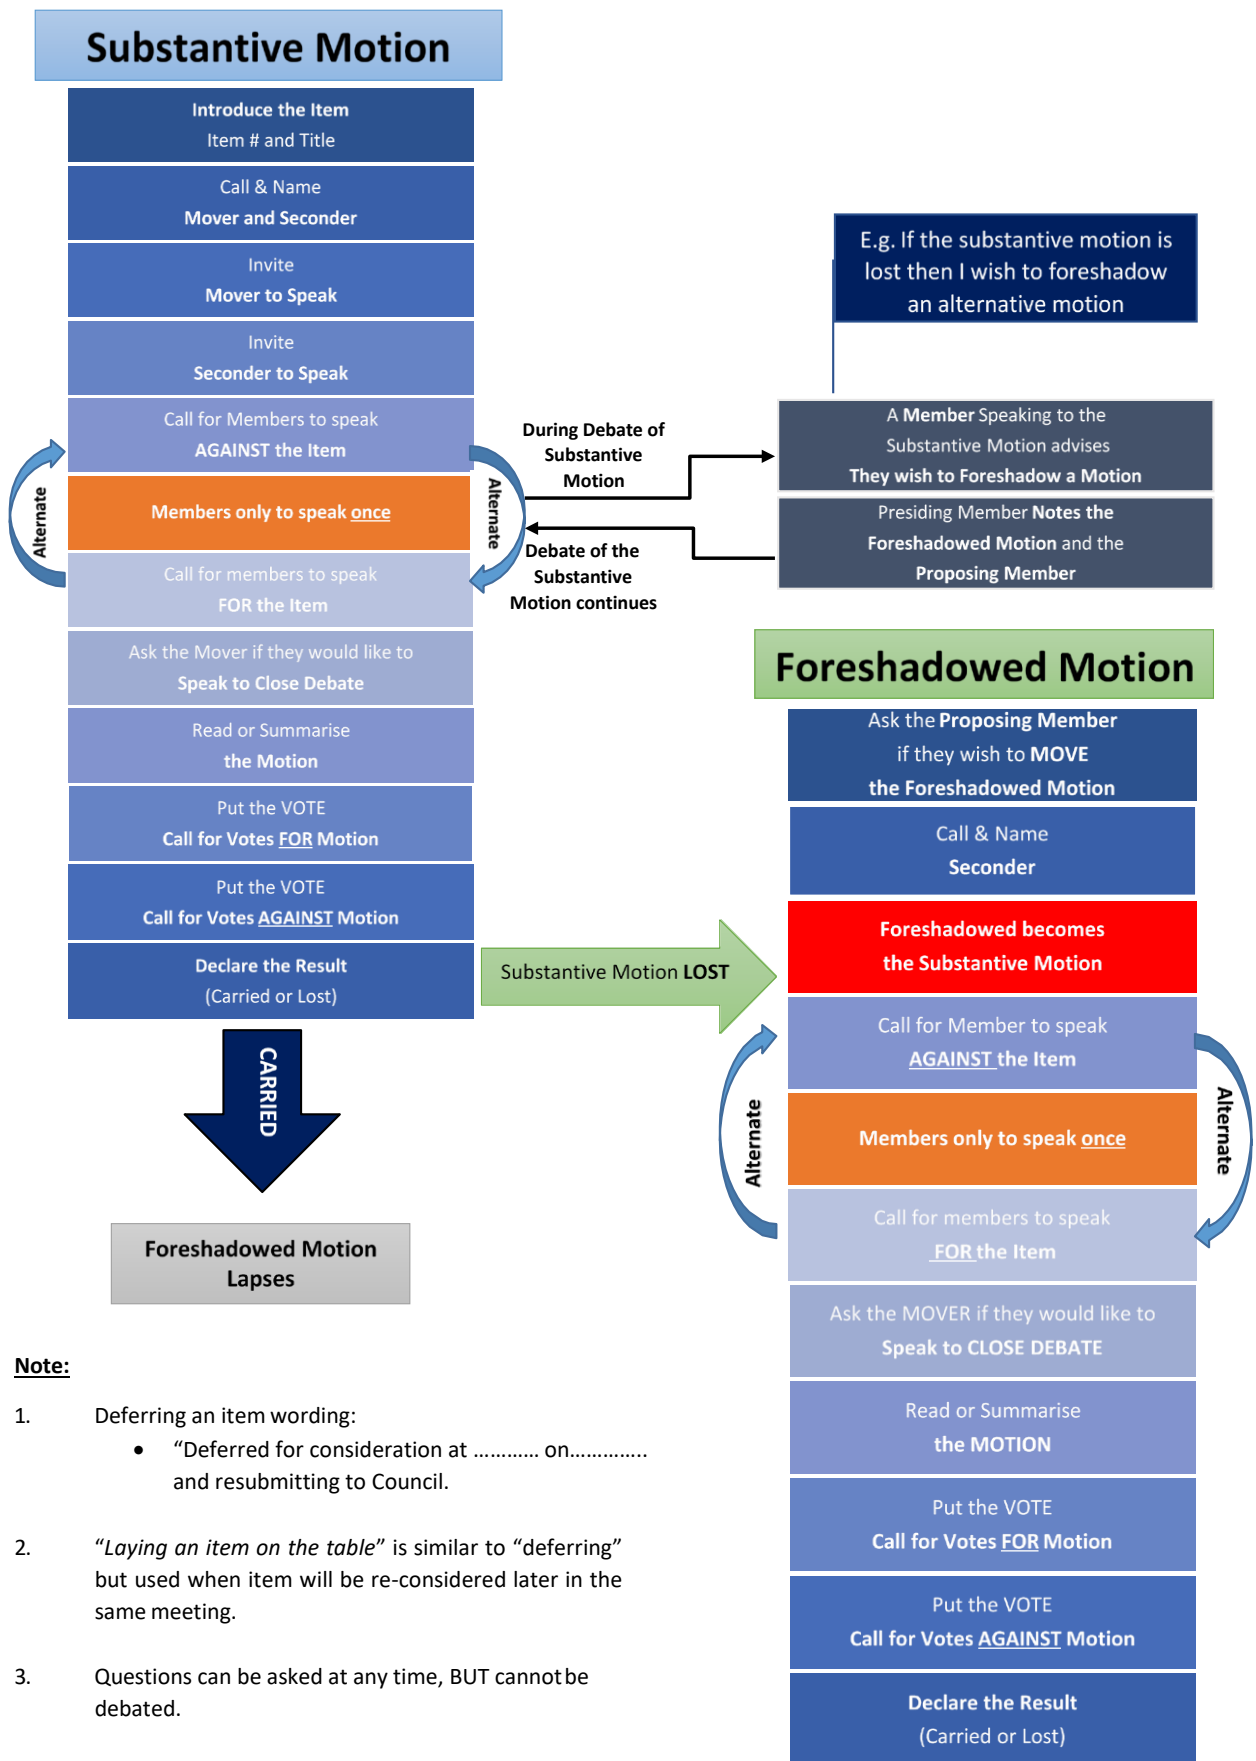 Substantive Motion
Introduce the Item
Item # and Title
Call & Name
Mover and Seconder
Invite
Mover to Speak
Invite
Seconder to Speak
Call for Members to speak
AGAINST the Item
Alternate
Members only to speak once
Alternate
Call for members to speak
FOR the Item
Ask the Mover if they would like to
Speak to Close Debate
Read or Summarise
the Motion
Put the VOTE
Call for Votes FOR Motion
Put the VOTE
Call for Votes AGAINST Motion
Declare the Result
(Carried or Lost)
CARRIED
Foreshadowed Motion
Lapses
During Debate of
Substantive
Motion
Debate of the
Substantive
Motion continues
E.g. If the substantive motion is
lost then I wish to foreshadow
an alternative motion
A Member Speaking to the
Substantive Motion advises
They wish to Foreshadow a Motion
Presiding Member Notes the
Foreshadowed Motion and the
Proposing Member
Substantive Motion LOST
Foreshadowed Motion
Ask the Proposing Member
if they wish to MOVE
the Foreshadowed Motion
Call & Name
Seconder
Foreshadowed becomes
the Substantive Motion
Call for Member to speak
AGAINST the Item
Alternate
Members only to speak once
Alternate
Call for members to speak
FOR the Item
Ask the MOVER if they would like to
Speak to CLOSE DEBATE
Read or Summarise
the MOTION
Put the VOTE
Call for Votes FOR Motion
Put the VOTE
Call for Votes AGAINST Motion
Declare the Result
(Carried or Lost)
Note:
1. Deferring an item wording:
• “Deferred for consideration at ………… on…………..
and resubmitting to Council.
2. “Laying an item on the table” is similar to “deferring”
but used when item will be re-considered later in the
same meeting.
3. Questions can be asked at any time, BUT cannot be
debated.